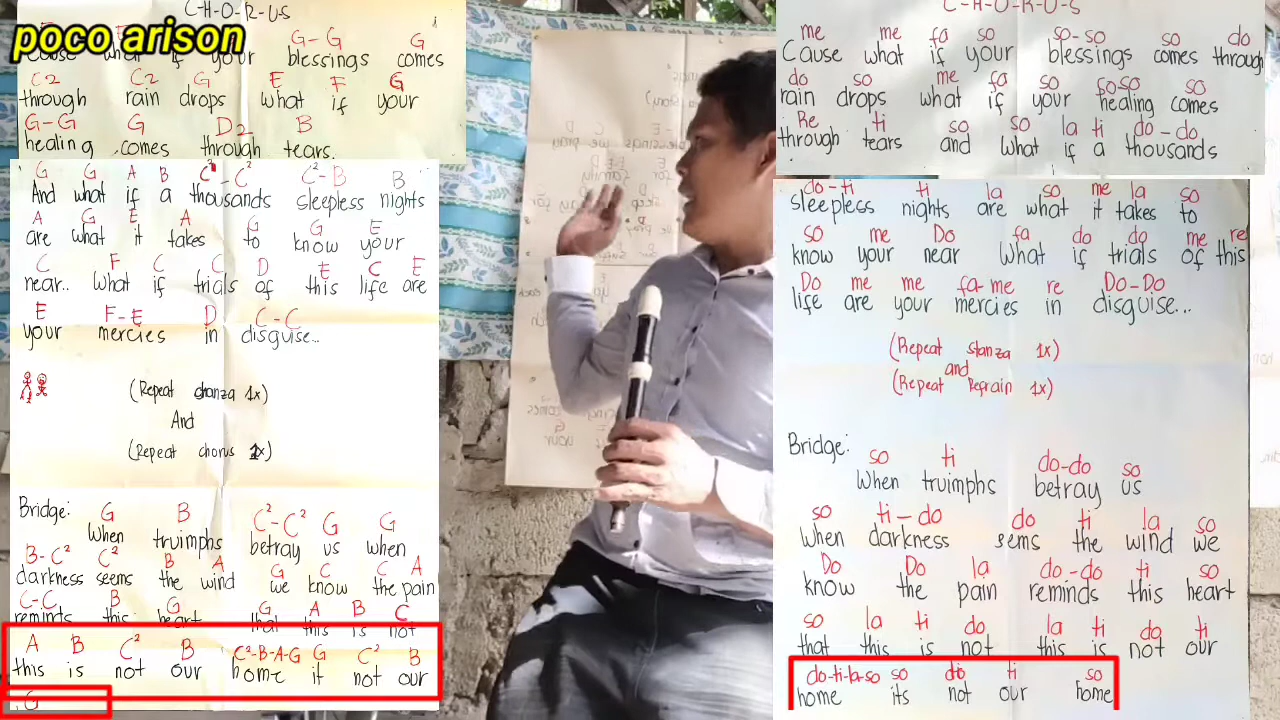 poco arison
C-H-O-R-U-S
what if your blessings comes
G-G G
C2 C2 G E F G
through rain drops what if your
G-G G D2 B
healing comes through tears.
G G A B C² - C² C²-B B
And what if a thousands sleepless nights
A G E A G G E
are what it takes to know your
C F C C D E C E
near.. what if trials of this life are
E F-E D C-C
your mercies in disguise...
(Repeat stanza 1x)
And
(Repeat chorus 1x)
Bridge: G B C²-C² G G
When truimphs betray us when
B-C² C² B A G C C A
darkness seems the wind we know the pain
C-C B G G A B C
reminds this heart that this is not
A B C² B C²-B-A-G G C² B
this is not our home it not our
G
C-H-O-R-U-S
me me fa so so-so so do
Cause what if your blessings comes through
do so me fa so fo-so so
rain drops what if your healing comes
Re ti so so la ti do-do
through tears and what if a thousands
do-ti ti la so me la so
sleepless nights are what it takes to
so me Do fa do do me re
know your near What if trials of this
Do me me fa-me re Do-Do
life are your mercies in disguise...
(Repeat stanza 1x)
and
(Repeat Refrain 1x)
Bridge: so ti do-do so
When truimphs betray us
so ti-do do ti la so
when darkness sems the wind we
Do Do la do-do ti so
know the pain reminds this heart
so la ti do la ti do ti
that this is not this is not our
do-ti-la-so so do ti so
home its not our home